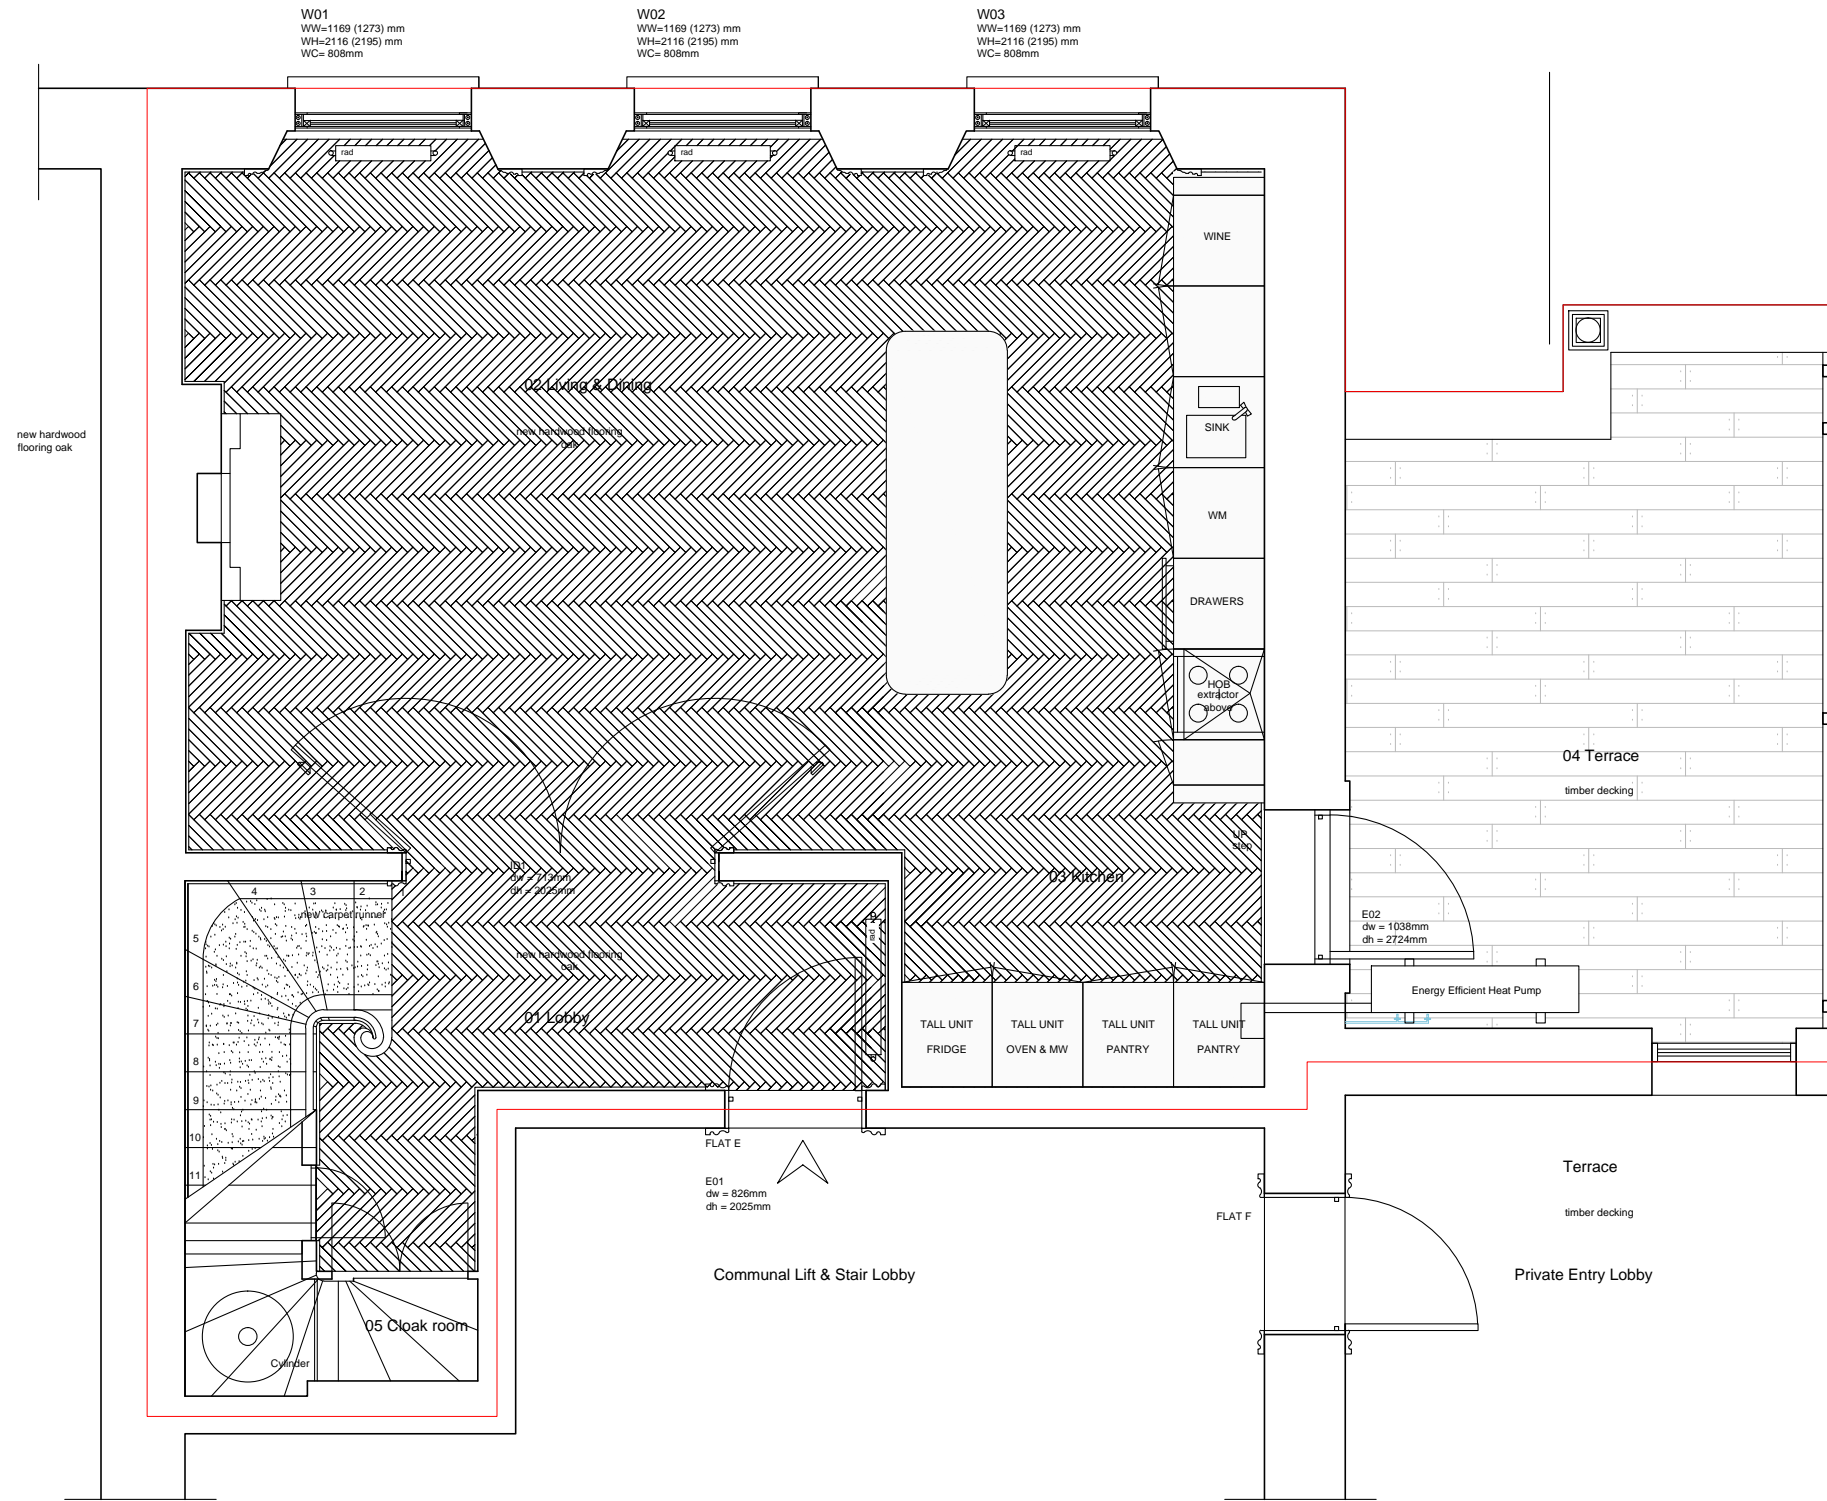 W01
WW=1169 (1273) mm
WH=2116 (2195) mm
WC= 808mm
W02
WW=1169 (1273) mm
WH=2116 (2195) mm
WC= 808mm
W03
WW=1169 (1273) mm
WH=2116 (2195) mm
WC= 808mm
rad
rad
rad
WINE
02 Living & Dining
new hardwood flooring
oak
new hardwood
flooring oak
SINK
WM
DRAWERS
HOB
extractor
above
04 Terrace
timber decking
UP
step
03 Kitchen
I01
dw = 713mm
dh = 2025mm
4
3
2
1
new carpet runner
5
6
7
8
9
10
11
rad
new hardwood flooring
oak
01 Lobby
E02
dw = 1038mm
dh = 2724mm
Energy Efficient Heat Pump
TALL UNIT
FRIDGE
TALL UNIT
OVEN & MW
TALL UNIT
PANTRY
TALL UNIT
PANTRY
FLAT E
E01
dw = 826mm
dh = 2025mm
Terrace
timber decking
FLAT F
Communal Lift & Stair Lobby
Private Entry Lobby
05 Cloak room
Cylinder